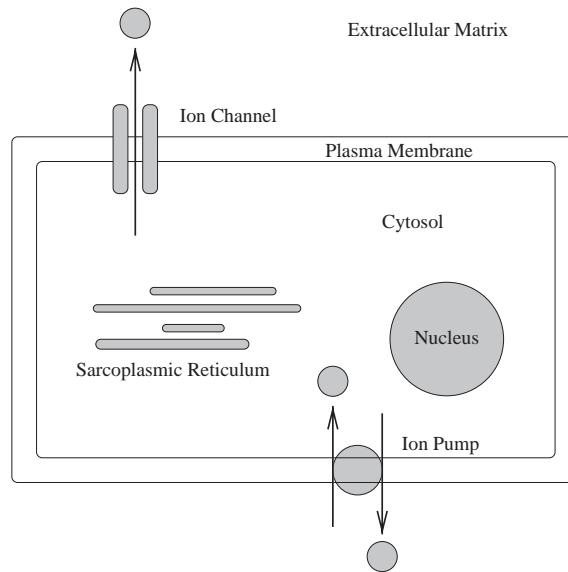 Extracellular Matrix
Ion Channel
Plasma Membrane
Cytosol
Nucleus
Sarcoplasmic Reticulum
Ion Pump